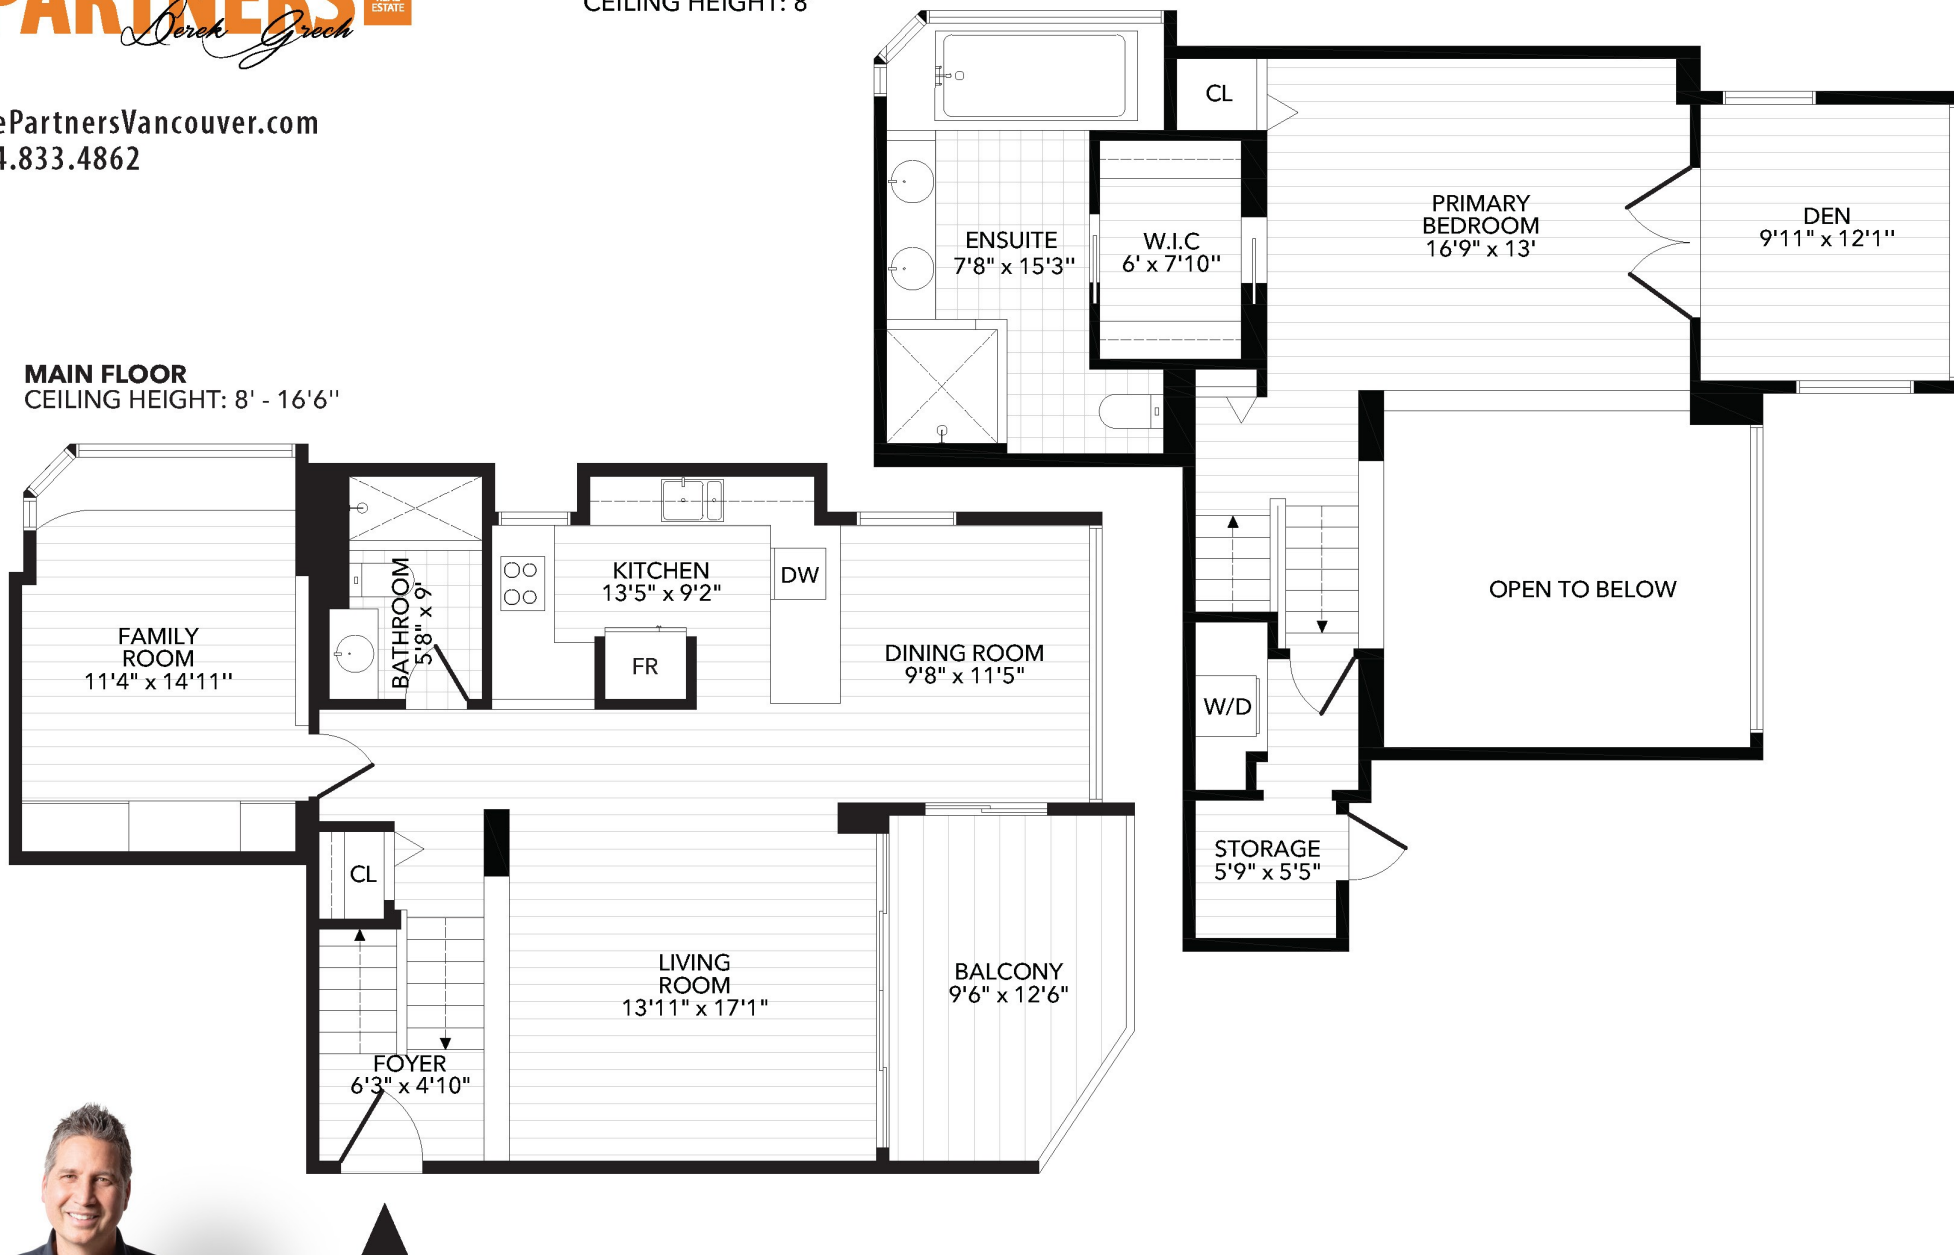 PARTNERS
REAL
ESTATE
Derek Grech
ePartnersVancouver.com
4.833.4862
CEILING HEIGHT: 8'
CL
PRIMARY
BEDROOM
16'9" x 13'
DEN
9'11" x 12'1"
ENSUITE
7'8" x 15'3"
W.I.C
6' x 7'10"
OPEN TO BELOW
W/D
STORAGE
5'9" x 5'5"
MAIN FLOOR
CEILING HEIGHT: 8' - 16'6"
FAMILY
ROOM
11'4" x 14'11"
BATHROOM
5'8" x 9'
KITCHEN
13'5" x 9'2"
DW
FR
DINING ROOM
9'8" x 11'5"
CL
LIVING
ROOM
13'11" x 17'1"
BALCONY
9'6" x 12'6"
FOYER
6'3" x 4'10"